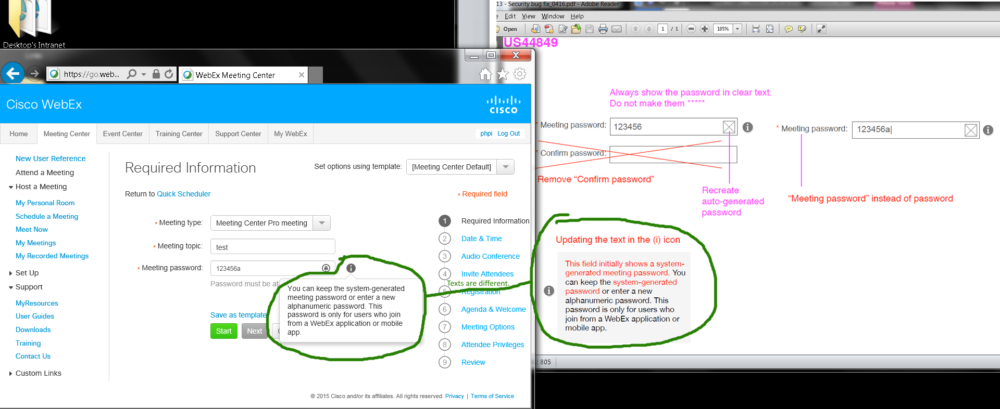 Desktop's Intranet
https://go.web...
WebEx Meeting Center
Cisco WebEx
CISCO
Home
Meeting Center
Event Center
Training Center
Support Center
My WebEx
phpi
Log Out
New User Reference
Attend a Meeting
Host a Meeting
My Personal Room
Schedule a Meeting
Meet Now
My Meetings
My Recorded Meetings
Set Up
Support
MyResources
User Guides
Downloads
Training
Contact Us
Custom Links
Required Information
Set options using template:
[Meeting Center Default]
Return to Quick Scheduler
* Required field
* Meeting type:
Meeting Center Pro meeting
* Meeting topic:
test
* Meeting password:
123456a
Password must be at
You can keep the system-generated
meeting password or enter a new
alphanumeric password. This
password is only for users who join
from a WebEx application or mobile
app.
Save as template
Start
Next
1 Required Information
2 Date & Time
3 Audio Conference
4 Invite Attendees
Texts are different.
5 Registration
6 Agenda & Welcome
7 Meeting Options
8 Attendee Privileges
9 Review
© 2015 Cisco and/or its affiliates. All rights reserved. Privacy | Terms of Service
13 - Security bug fix_0416.pdf - Adobe Reader
Edit View Window Help
Open
1 / 1
105%
US44849
Always show the password in clear text.
Do not make them *****
* Meeting password:
123456
* Confirm password:
Remove “Confirm password”
Recreate
auto-generated
password
* Meeting password:
123456a
“Meeting password” instead of password
Updating the text in the (i) icon
This field initially shows a system-
generated meeting password. You
can keep the system-generated
password or enter a new
alphanumeric password. This
password is only for users who
join from a WebEx application or
mobile app.
: 805